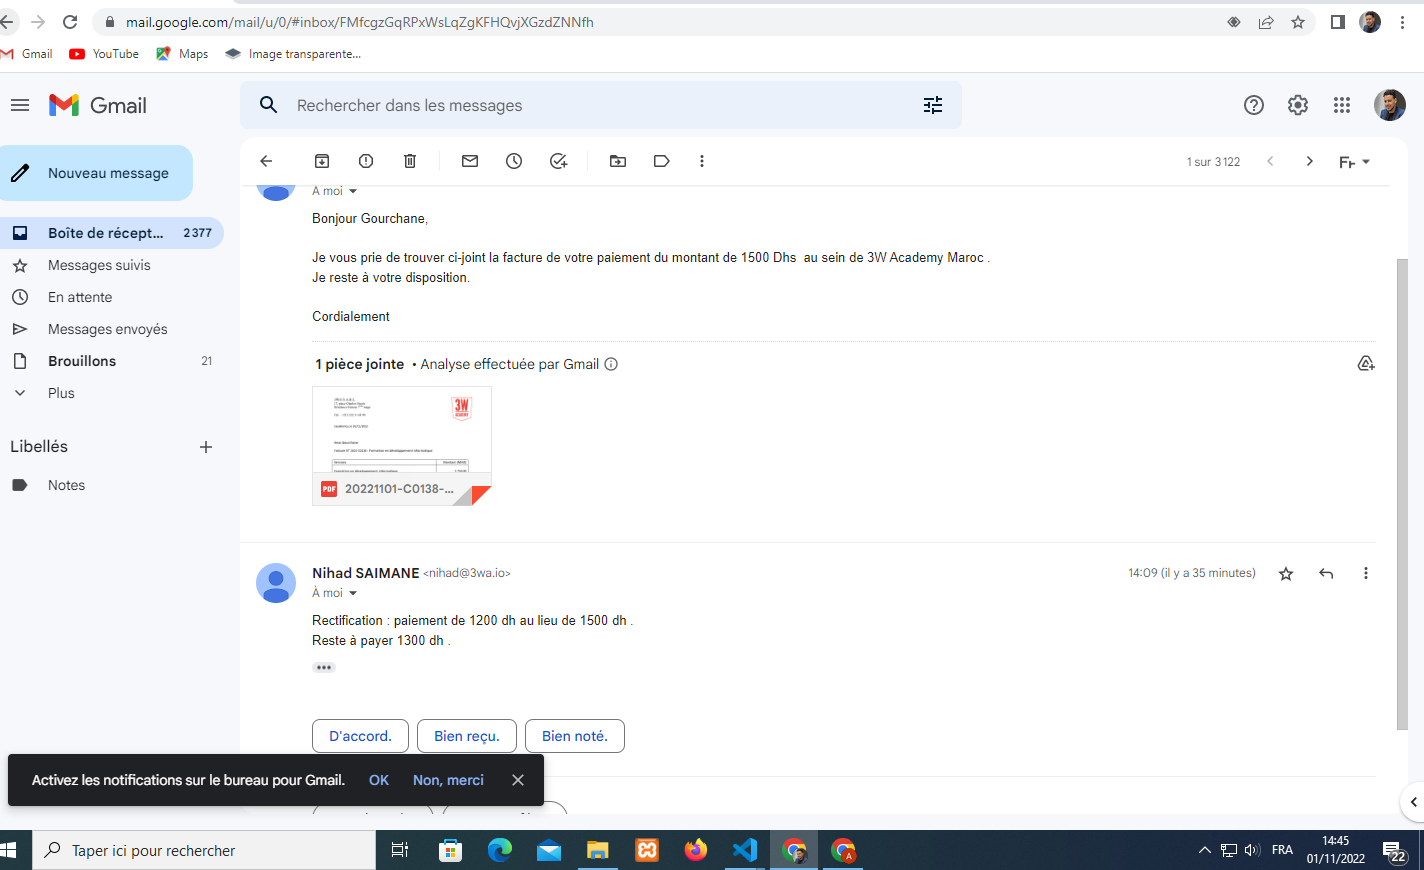 mail.google.com/mail/u/0/#inbox/FMfcgzGqRPxWsLqZgKFHQvjXGzdZNNfh
Gmail YouTube Maps Image transparente...
Gmail
Rechercher dans les messages
Nouveau message
1 sur 3 122
Boîte de récept... 2 377
Messages suivis
En attente
Messages envoyés
Brouillons 21
Plus
Libellés
Notes
À moi
Bonjour Gourchane,
Je vous prie de trouver ci-joint la facture de votre paiement du montant de 1500 Dhs au sein de 3W Academy Maroc .
Je reste à votre disposition.
Cordialement
1 pièce jointe • Analyse effectuée par Gmail
3W
ACADEMY
PDF 20221101-C0138-...
Nihad SAIMANE <nihad@3wa.io> 14:09 (il y a 35 minutes)
À moi
Rectification : paiement de 1200 dh au lieu de 1500 dh .
Reste à payer 1300 dh .
D'accord. Bien reçu. Bien noté.
Activez les notifications sur le bureau pour Gmail. OK Non, merci
Taper ici pour rechercher
A
FRA
14:45
01/11/2022
22